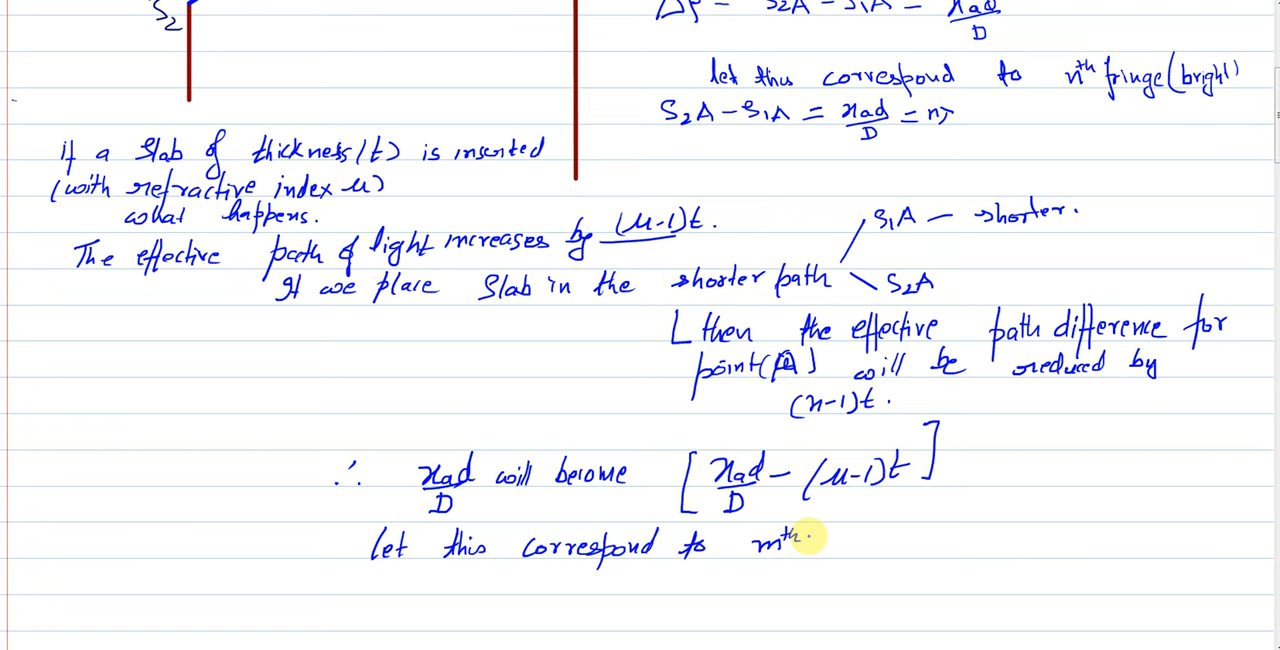 S₂
Δp = S₂A - S₁A = xₐd/D
let this correspond to nᵗʰ fringe (bright)
S₂A - S₁A = xₐd/D = nλ
If a slab of thickness (t) is inserted
(with refractive index μ)
what happens.
The effective path of light increases by (μ-1)t.
S₁A - shorter.
If we place slab in the shorter path
S₂A
then the effective path difference for
point (A) will be reduced by
(μ-1)t.
∴ xₐd/D will become [xₐd/D - (μ-1)t]
let this correspond to mᵗʰ